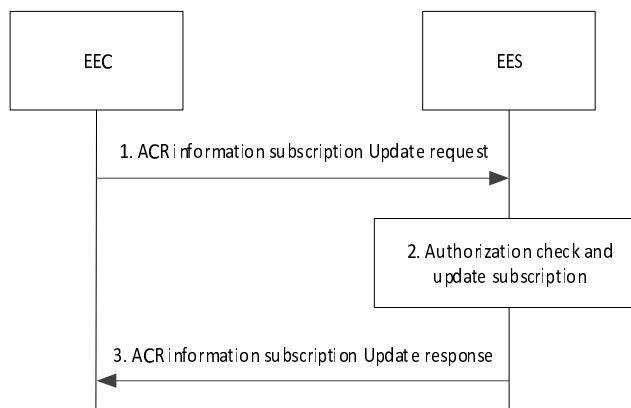 EEC
EES
1. ACR information subscription Update request
2. Authorization check and
update subscription
3. ACR information subscription Update response